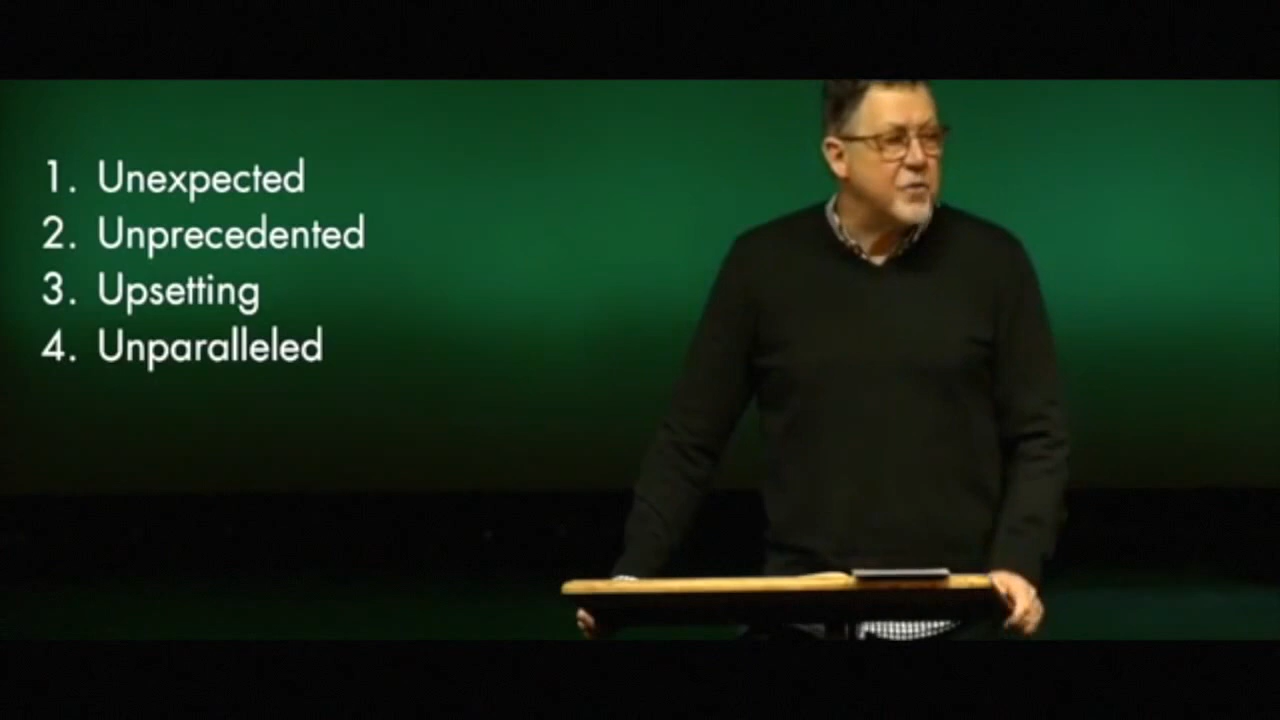 1. Unexpected
2. Unprecedented
3. Upsetting
4. Unparalleled